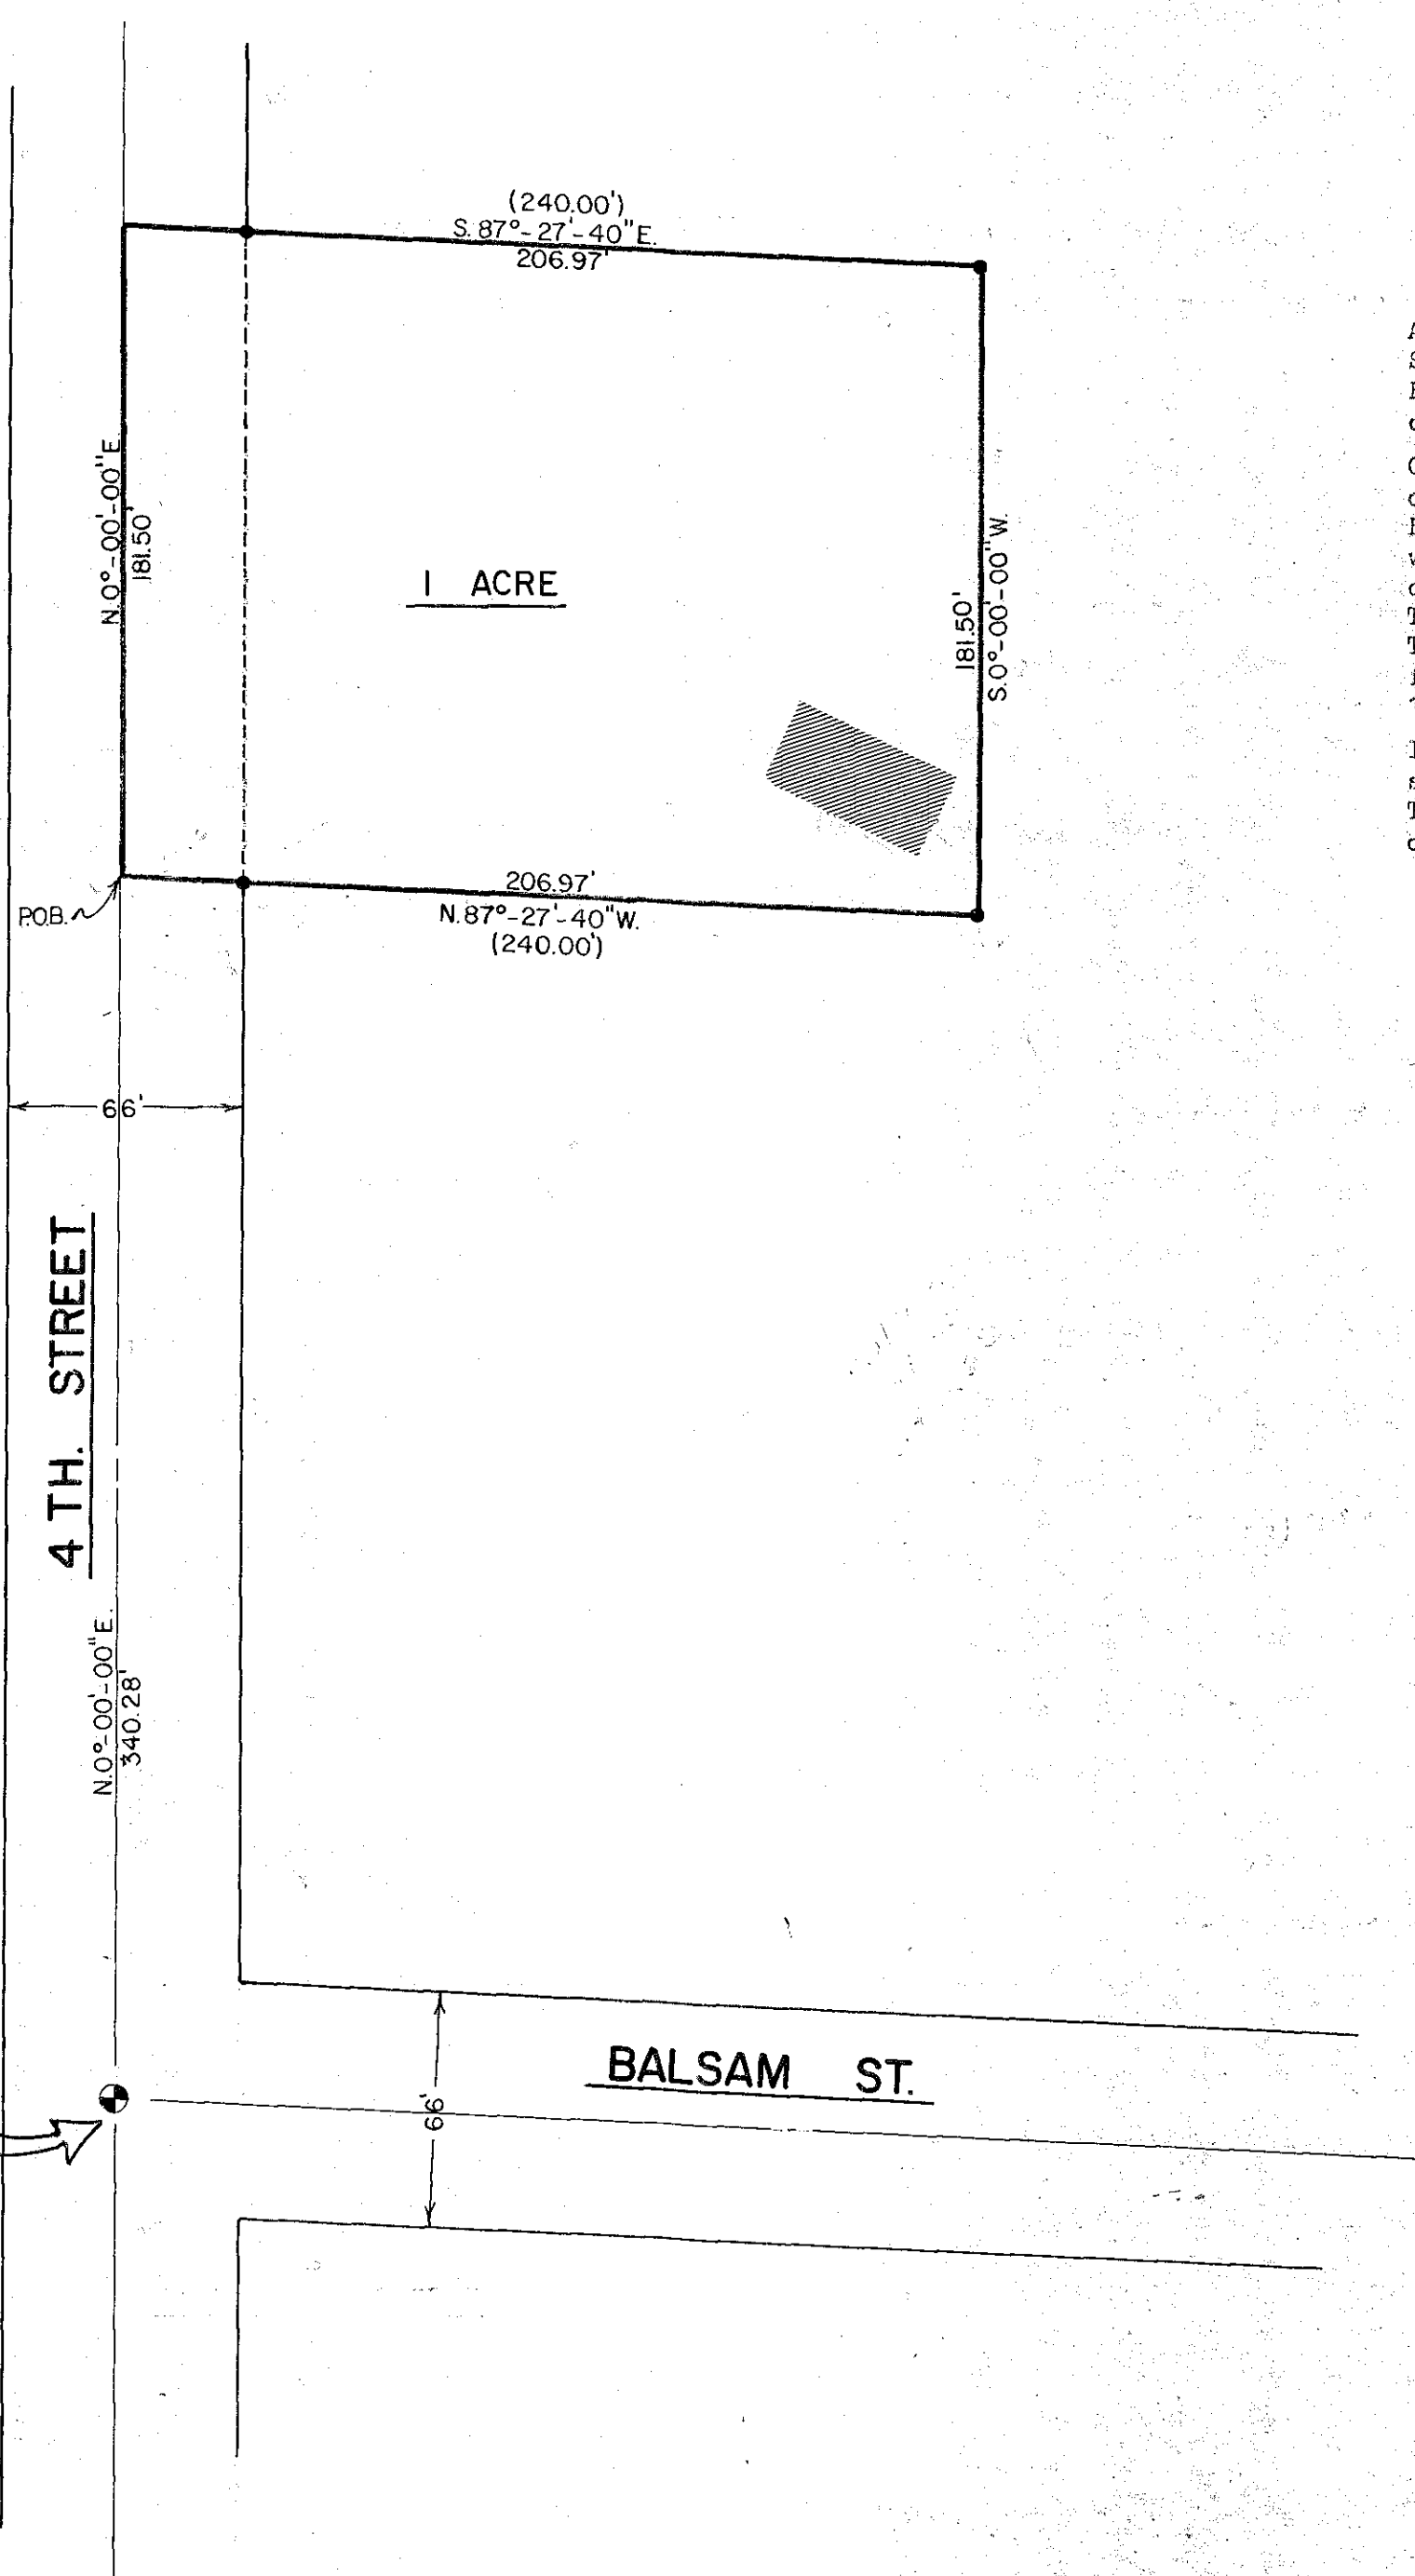 (240.00')
S. 87°-27'-40"E.
206.97'
N.0°-00'-00"E.
181.50'
1 ACRE
181.50'
S.0°-00'-00"W.
206.97'
N.87°-27'-40"W.
(240.00')
P.O.B.
66'
4 TH. STREET
N.0°-00'-00"E.
340.28'
BALSAM ST.
66'